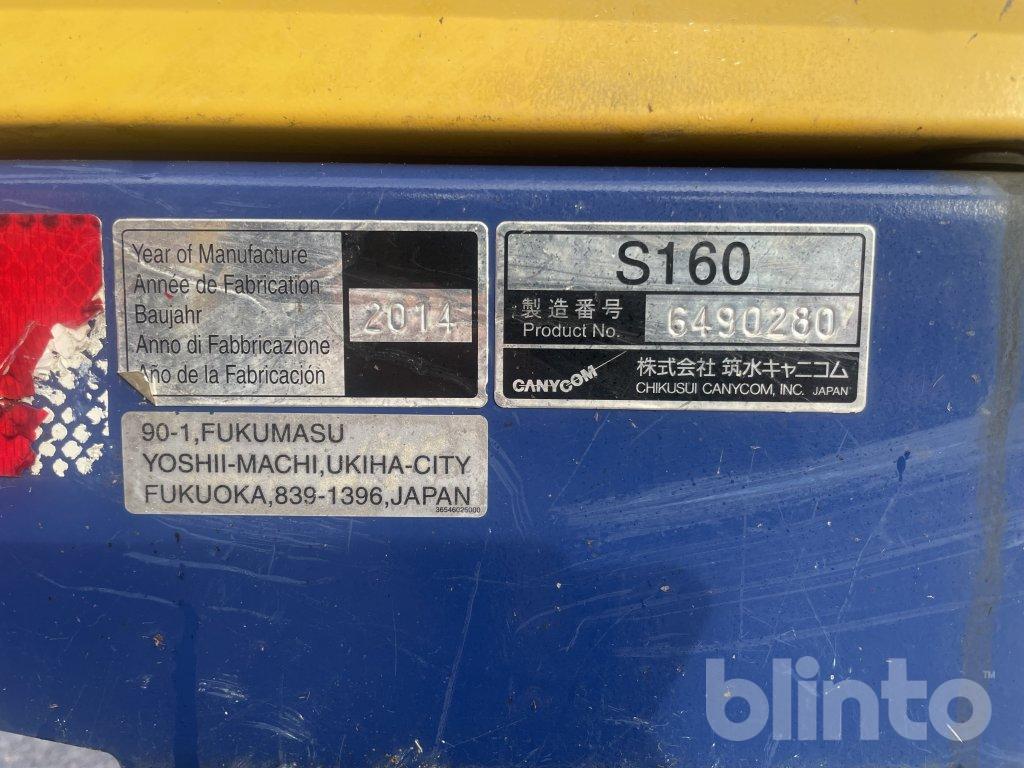 Year of Manufacture
Année de Fabrication
Baujahr
Anno di Fabbricazione
Año de la Fabricación
2014
S160
製造番号
Product No.
6490280
CANYCOM
株式会社 筑水キャニコム
CHIKUSUI CANYCOM, INC. JAPAN
90-1,FUKUMASU
YOSHII-MACHI,UKIHA-CITY
FUKUOKA,839-1396,JAPAN
36546025000
blinto™